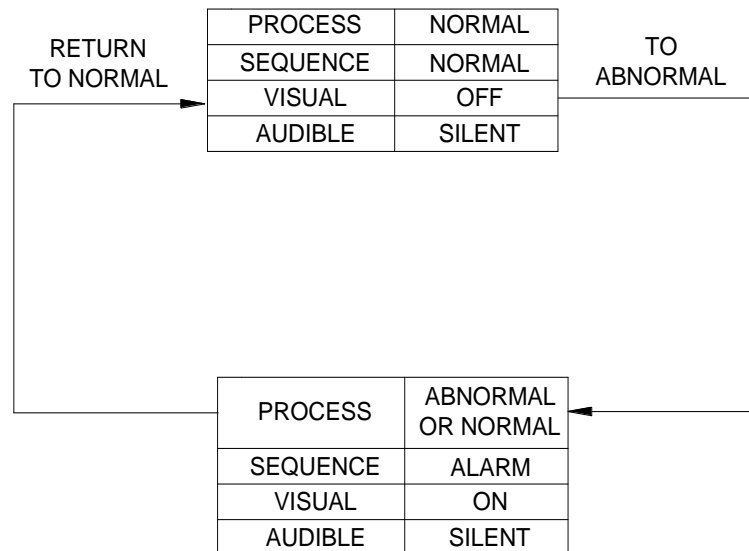 RETURN
TO NORMAL
PROCESS NORMAL
SEQUENCE NORMAL
VISUAL OFF
AUDIBLE SILENT
TO
ABNORMAL
PROCESS ABNORMAL
OR NORMAL
SEQUENCE ALARM
VISUAL ON
AUDIBLE SILENT